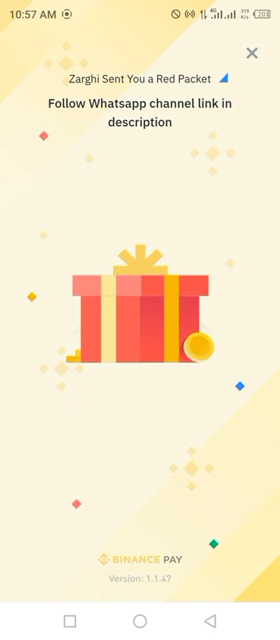 10:57 AM
Zarghi Sent You a Red Packet
Follow Whatsapp channel link in
description
BINANCE PAY
Version: 1.1.47